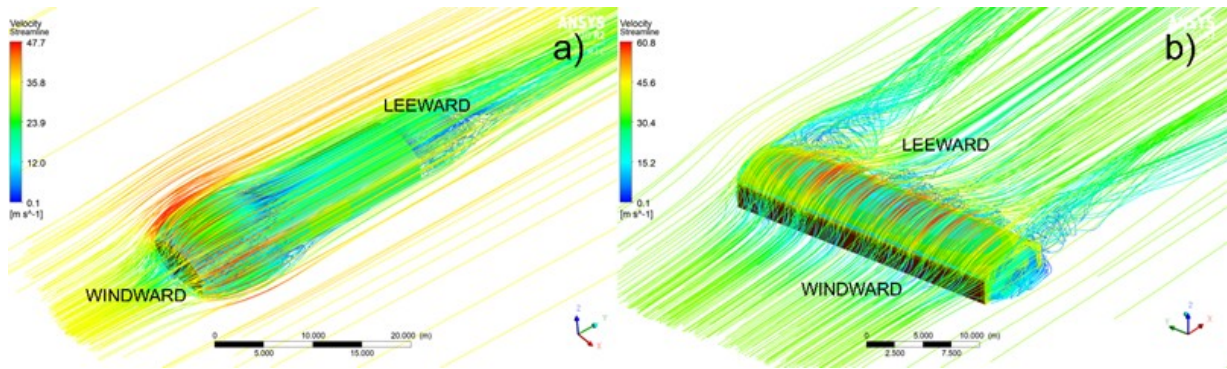 Velocity
Streamline
47.7
35.8
23.9
12.0
0.1
[m s^-1]
ANSYS
a)
LEEWARD
WINDWARD
0
10.000
20.000 (m)
5.000
15.000
Z
X
Velocity
Streamline
60.8
45.6
30.4
15.2
0.1
[m s^-1]
ANSYS
b)
LEEWARD
WINDWARD
0
5.000
10.000 (m)
2.500
7.500
Z
Y
X